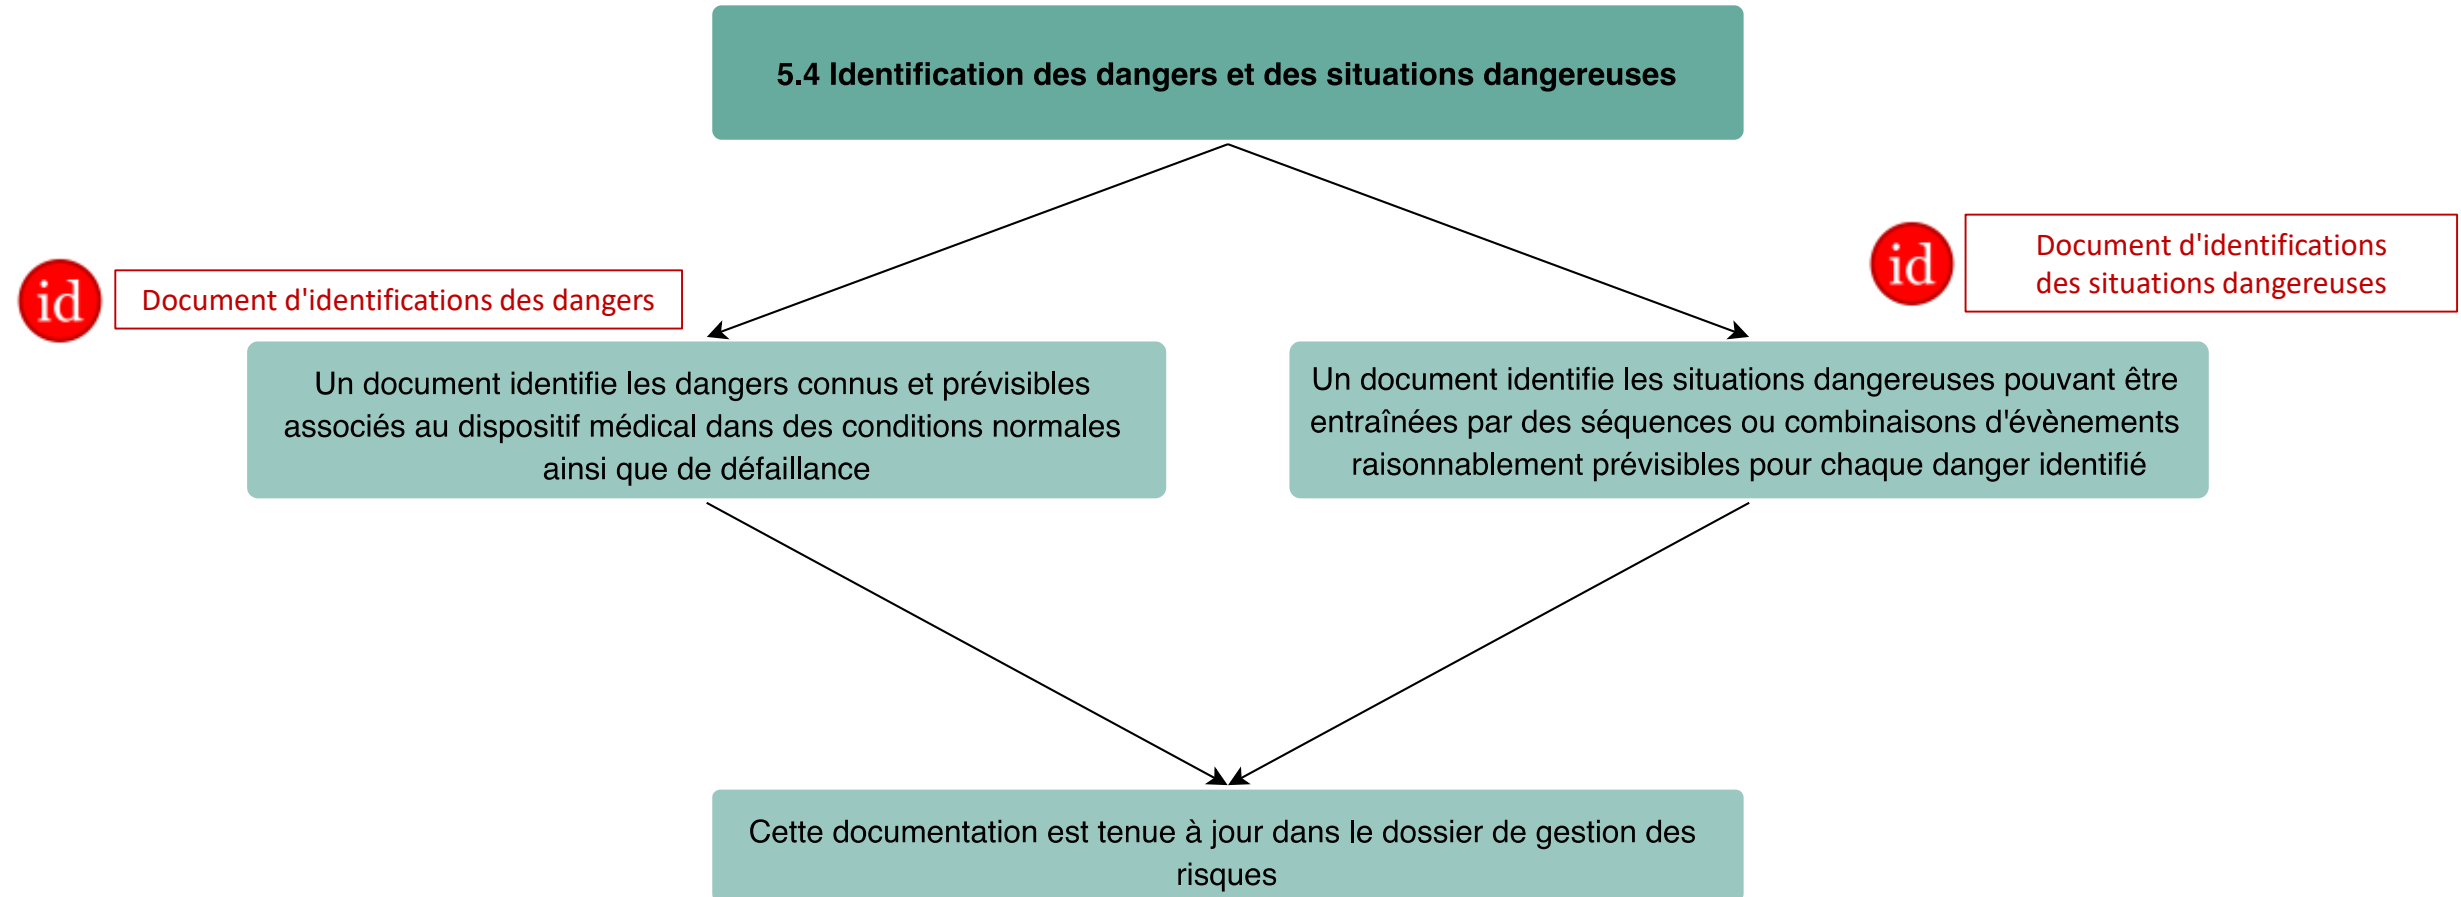 5.4 Identification des dangers et des situations dangereuses
id
Document d'identifications
des situations dangereuses
id
Document d'identifications des dangers
Un document identifie les dangers connus et prévisibles
associés au dispositif médical dans des conditions normales
ainsi que de défaillance
Un document identifie les situations dangereuses pouvant être
entraînées par des séquences ou combinaisons d'évènements
raisonnablement prévisibles pour chaque danger identifié
Cette documentation est tenue à jour dans le dossier de gestion des
risques